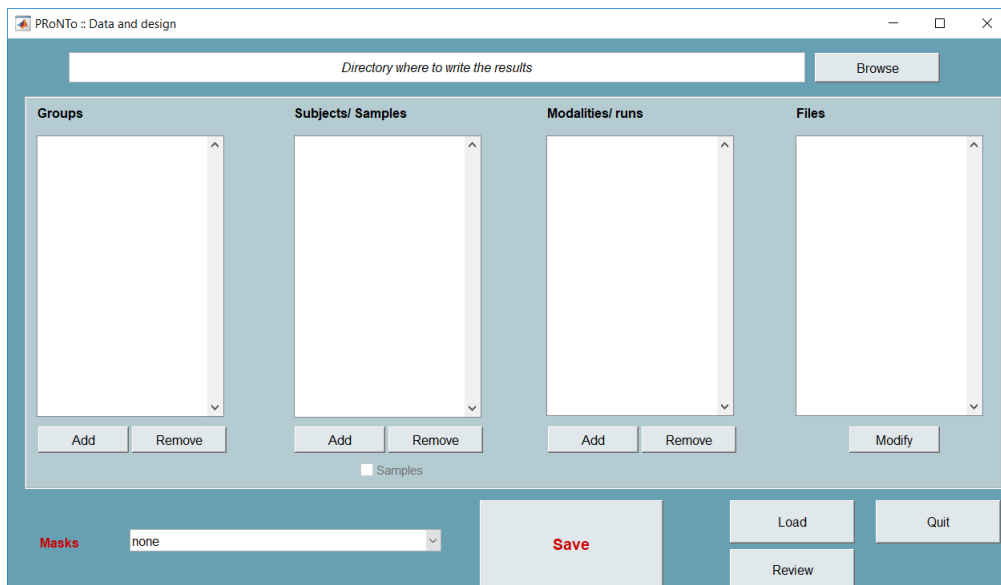 PRoNTo :: Data and design
Directory where to write the results
Browse
Groups
Subjects/ Samples
Modalities/ runs
Files
Add
Remove
Add
Remove
Add
Remove
Modify
Samples
Masks
none
Save
Load
Quit
Review